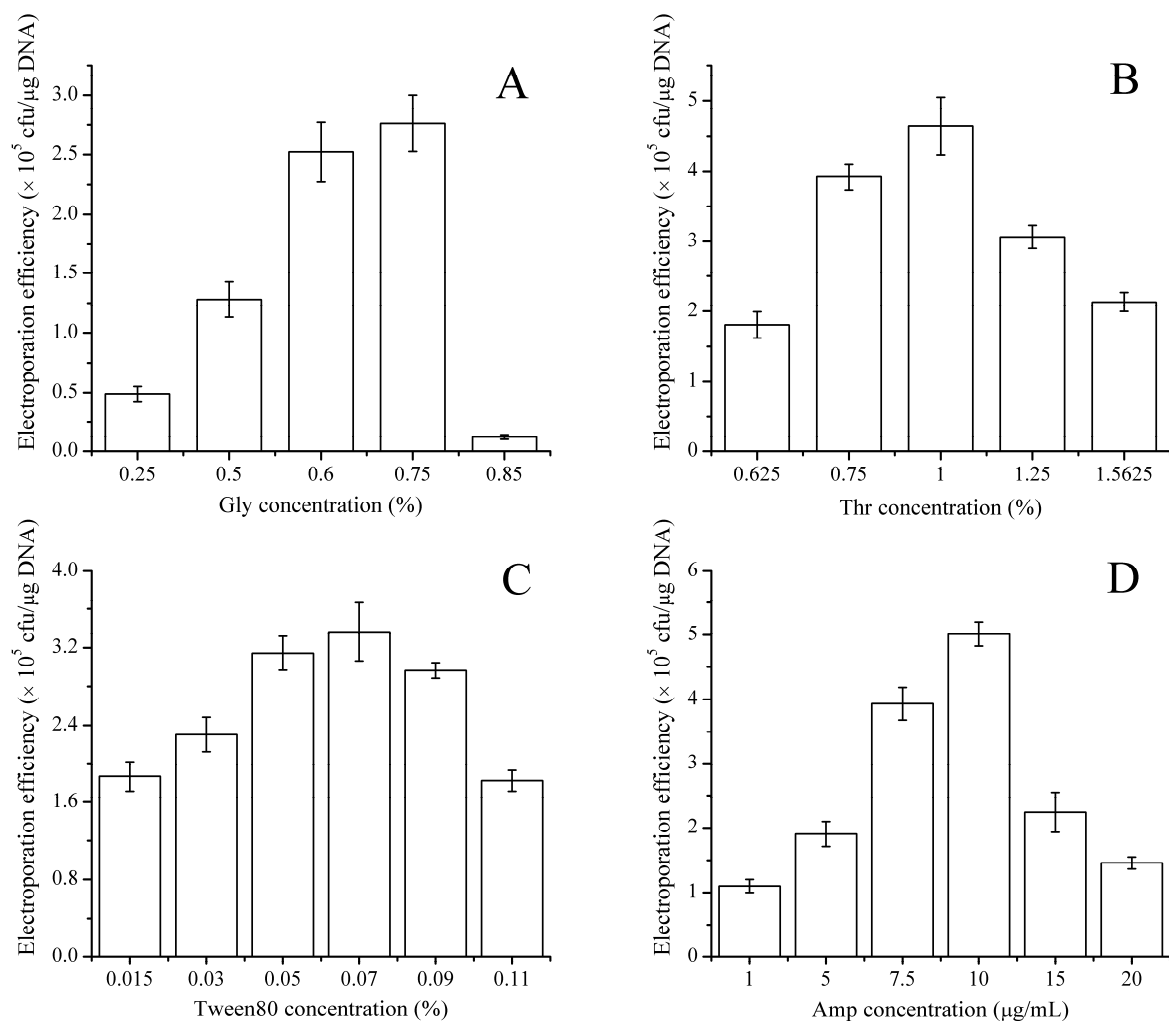 A
Electroporation efficiency (× 10⁵ cfu/μg DNA)
3.0
2.5
2.0
1.5
1.0
0.5
0.0
0.25 0.5 0.6 0.75 0.85
Gly concentration (%)
B
Electroporation efficiency (× 10⁵ cfu/μg DNA)
5
4
3
2
1
0
0.625 0.75 1 1.25 1.5625
Thr concentration (%)
C
Electroporation efficiency (× 10⁵ cfu/μg DNA)
4.0
3.2
2.4
1.6
0.8
0.0
0.015 0.03 0.05 0.07 0.09 0.11
Tween80 concentration (%)
D
Electroporation efficiency (× 10⁵ cfu/μg DNA)
6
5
4
3
2
1
0
1 5 7.5 10 15 20
Amp concentration (μg/mL)